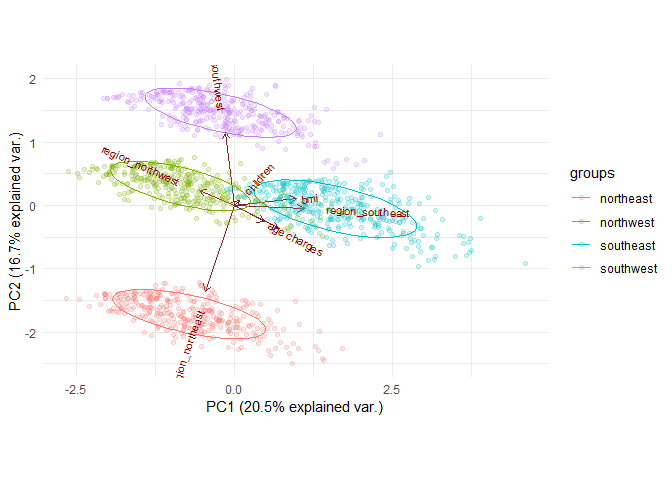 2
1
0
-1
-2
-2.5
0.0
2.5
PC1 (20.5% explained var.)
PC2 (16.7% explained var.)
southwest
region_northwest
children
bmi
region_southeast
age
charges
gion_northeast
groups
northeast
northwest
southeast
southwest